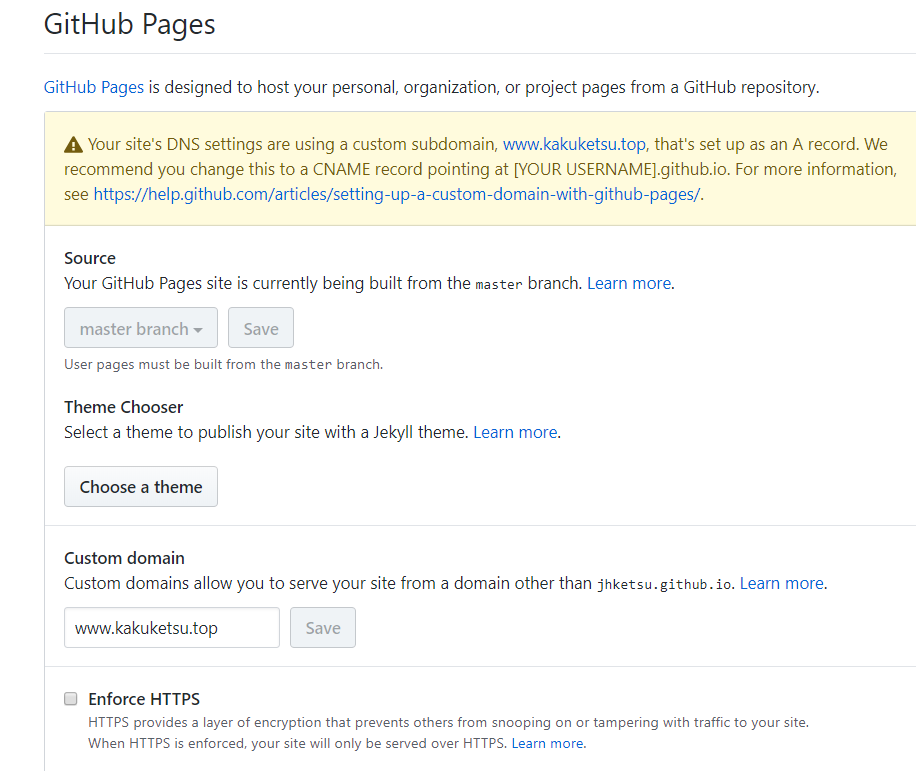 GitHub Pages
GitHub Pages is designed to host your personal, organization, or project pages from a GitHub repository.
Your site's DNS settings are using a custom subdomain, www.kakuketsu.top, that's set up as an A record. We
recommend you change this to a CNAME record pointing at [YOUR USERNAME].github.io. For more information,
see https://help.github.com/articles/setting-up-a-custom-domain-with-github-pages/.
Source
Your GitHub Pages site is currently being built from the master branch. Learn more.
master branch
Save
User pages must be built from the master branch.
Theme Chooser
Select a theme to publish your site with a Jekyll theme. Learn more.
Choose a theme
Custom domain
Custom domains allow you to serve your site from a domain other than jhketsu.github.io. Learn more.
www.kakuketsu.top
Save
Enforce HTTPS
HTTPS provides a layer of encryption that prevents others from snooping on or tampering with traffic to your site.
When HTTPS is enforced, your site will only be served over HTTPS. Learn more.